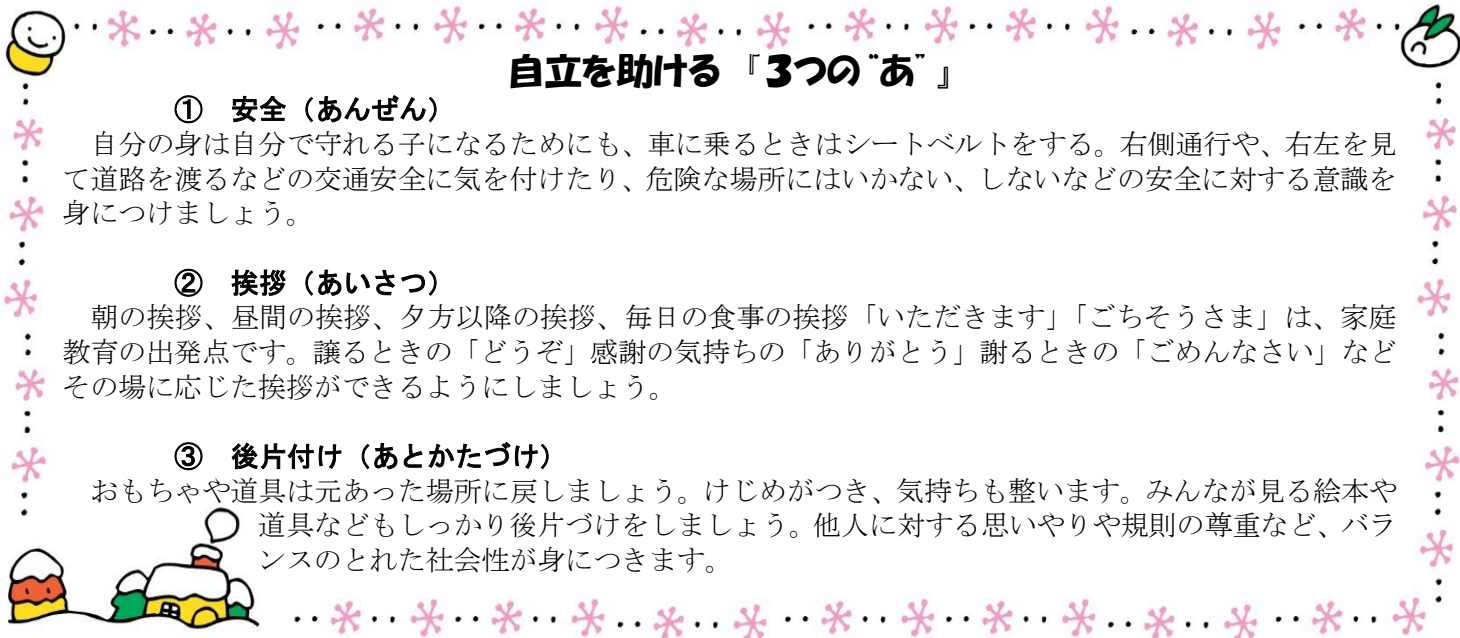 自立を助ける『3つの"あ"』
① 安全（あんぜん）
自分の身は自分で守れる子になるためにも、車に乗るときはシートベルトをする。右側通行や、右左を見
て道路を渡るなどの交通安全に気を付けたり、危険な場所にはいかない、しないなどの安全に対する意識を
身につけましょう。
② 挨拶（あいさつ）
朝の挨拶、昼間の挨拶、夕方以降の挨拶、毎日の食事の挨拶「いただきます」「ごちそうさま」は、家庭
教育の出発点です。譲るときの「どうぞ」感謝の気持ちの「ありがとう」謝るときの「ごめんなさい」など
その場に応じた挨拶ができるようにしましょう。
③ 後片付け（あとかたづけ）
おもちゃや道具は元あった場所に戻しましょう。けじめがつき、気持ちも整います。みんなが見る絵本や
道具などもしっかり後片づけをしましょう。他人に対する思いやりや規則の尊重など、バラ
ンスのとれた社会性が身につきます。